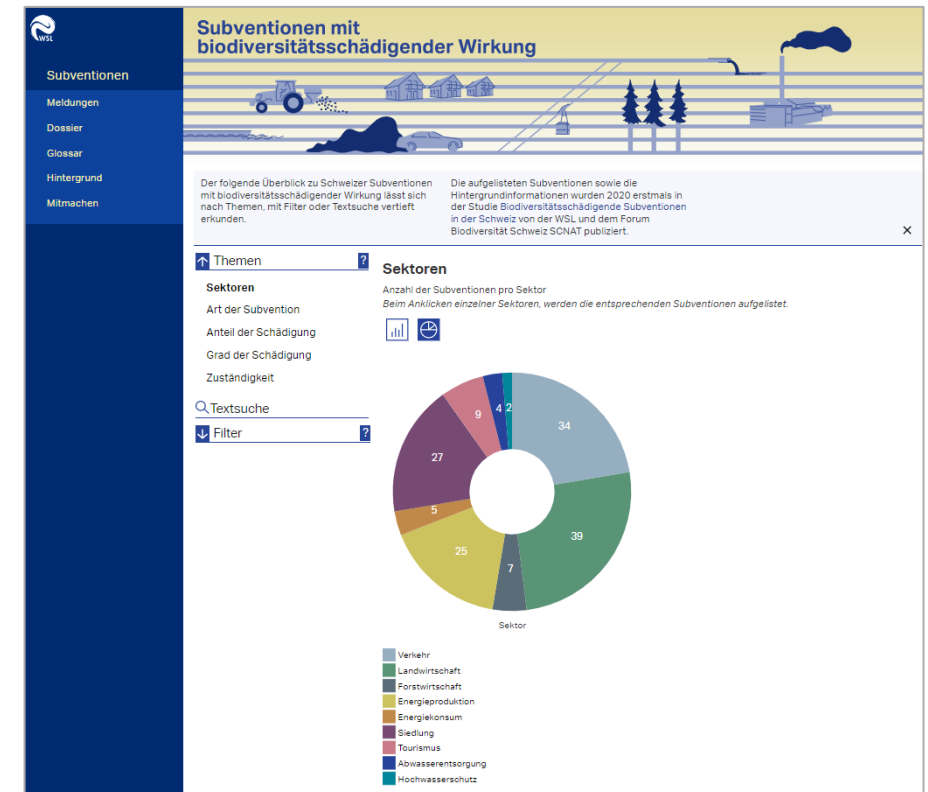 WSL
Subventionen
Meldungen
Dossier
Glossar
Hintergrund
Mitmachen
Subventionen mit
biodiversitätsschädigender Wirkung
Der folgende Überblick zu Schweizer Subventionen
mit biodiversitätsschädigender Wirkung lässt sich
nach Themen, mit Filter oder Textsuche vertieft
erkunden.
Die aufgelisteten Subventionen sowie die
Hintergrundinformationen wurden 2020 erstmals in
der Studie Biodiversitätsschädigende Subventionen
in der Schweiz von der WSL und dem Forum
Biodiversität Schweiz SCNAT publiziert.
Themen ?
Sektoren
Art der Subvention
Anteil der Schädigung
Grad der Schädigung
Zuständigkeit
Textsuche
Filter ?
Sektoren
Anzahl der Subventionen pro Sektor
Beim Anklicken einzelner Sektoren, werden die entsprechenden Subventionen aufgelistet.
34
39
7
25
5
27
9
4
2
Sektor
Verkehr
Landwirtschaft
Forstwirtschaft
Energieproduktion
Energiekonsum
Siedlung
Tourismus
Abwasserentsorgung
Hochwasserschutz